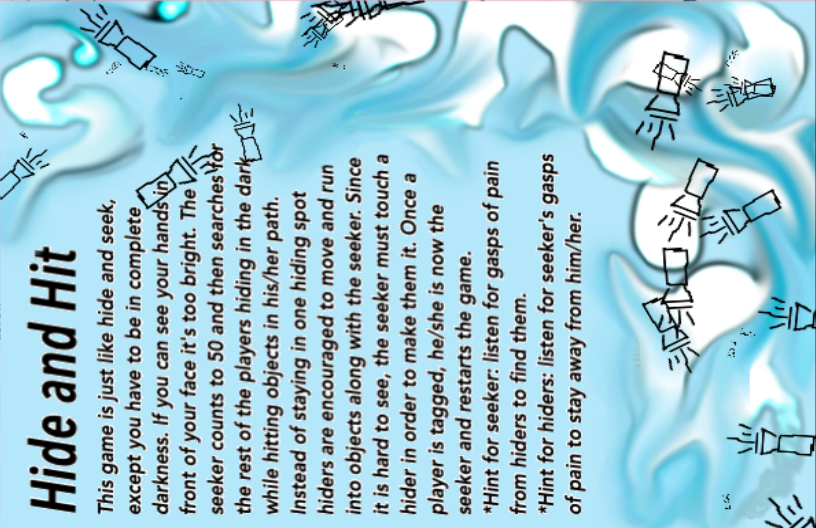 Hide and Hit
This game is just like hide and seek,
except you have to be in complete
darkness. If you can see your hands in
front of your face it's too bright. The
seeker counts to 50 and then searches for
the rest of the players hiding in the dark
while hitting objects in his/her path.
Instead of staying in one hiding spot
hiders are encouraged to move and run
into objects along with the seeker. Since
it is hard to see, the seeker must touch a
hider in order to make them it. Once a
player is tagged, he/she is now the
seeker and restarts the game.
*Hint for seeker: listen for gasps of pain
from hiders to find them.
*Hint for hiders: listen for seeker's gasps
of pain to stay away from him/her.